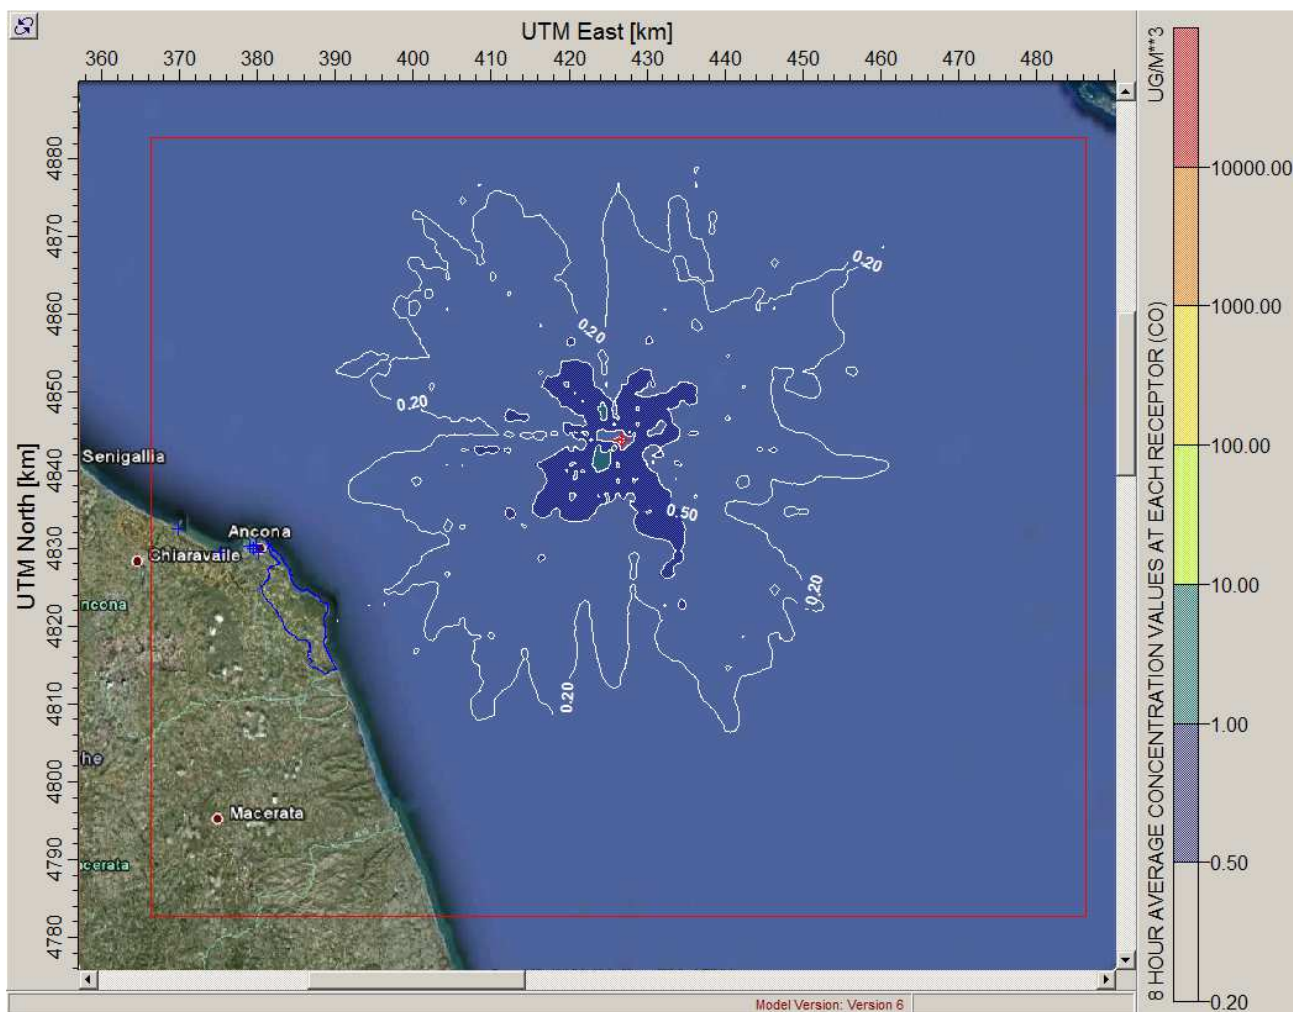 UTM East [km]
360 370 380 390 400 410 420 430 440 450 460 470 480
UTM North [km]
4880
4870
4860
4850
4840
4830
4820
4810
4800
4790
4780
0.20
0.20
0.20
0.50
0.20
0.20
Senigallia
Ancona
Chiaravalle
ncona
he
Macerata
cerata
8 HOUR AVERAGE CONCENTRATION VALUES AT EACH RECEPTOR (CO) UG/M**3
10000.00
1000.00
100.00
10.00
1.00
0.50
0.20
Model Version: Version 6